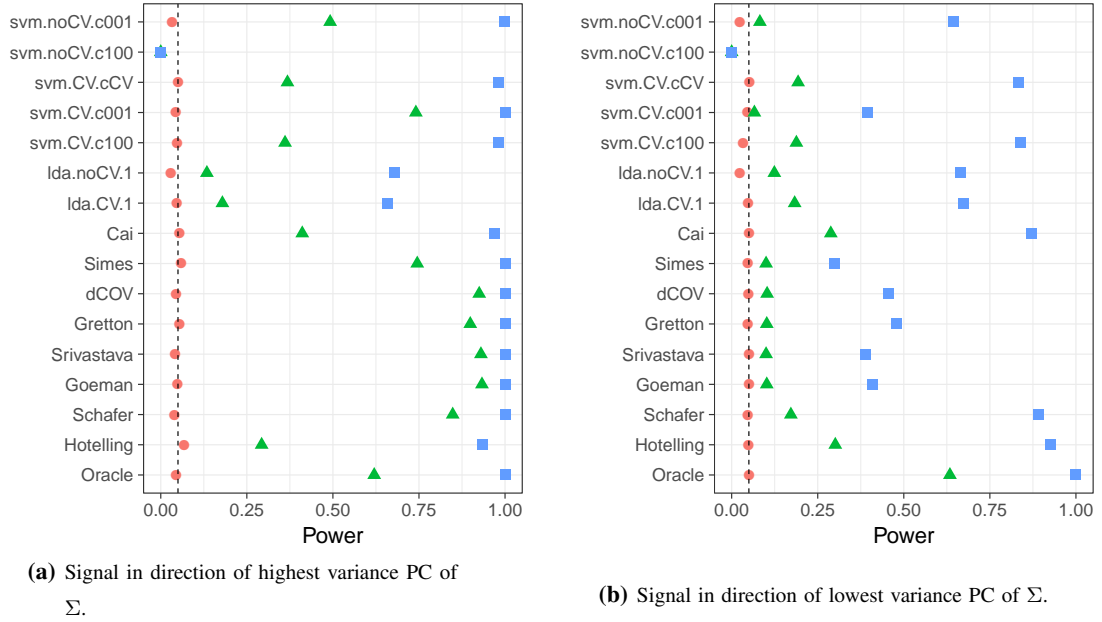 svm.noCV.c001
svm.noCV.c100
svm.CV.cCV
svm.CV.c001
svm.CV.c100
lda.noCV.1
lda.CV.1
Cai
Simes
dCOV
Gretton
Srivastava
Goeman
Schafer
Hotelling
Oracle
0.00 0.25 0.50 0.75 1.00
Power
(a) Signal in direction of highest variance PC of
Σ.
svm.noCV.c001
svm.noCV.c100
svm.CV.cCV
svm.CV.c001
svm.CV.c100
lda.noCV.1
lda.CV.1
Cai
Simes
dCOV
Gretton
Srivastava
Goeman
Schafer
Hotelling
Oracle
0.00 0.25 0.50 0.75 1.00
Power
(b) Signal in direction of lowest variance PC of Σ.